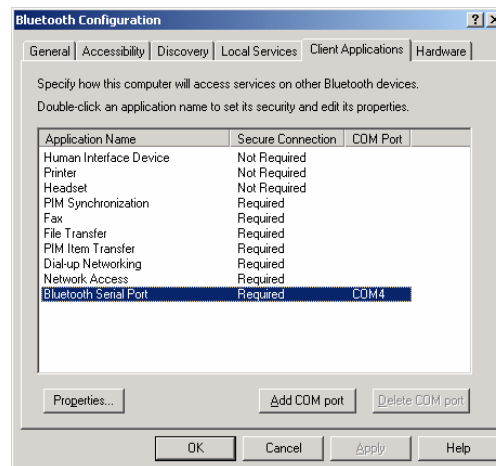 Bluetooth Configuration
General Accessibility Discovery Local Services Client Applications Hardware
Specify how this computer will access services on other Bluetooth devices.
Double-click an application name to set its security and edit its properties.
Application Name Secure Connection COM Port
Human Interface Device Not Required
Printer Not Required
Headset Not Required
PIM Synchronization Required
Fax Required
File Transfer Required
PIM Item Transfer Required
Dial-up Networking Required
Network Access Required
Bluetooth Serial Port Required COM4
Properties... Add COM port Delete COM port
OK Cancel Apply Help